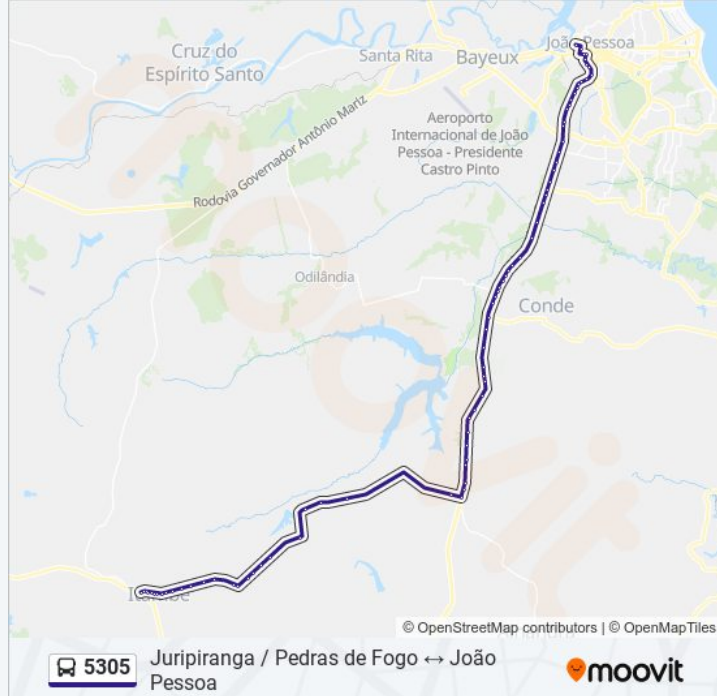 Cruz do
Espírito Santo
Santa Rita
Bayeux
João Pessoa
Rodovia Governador Antônio Mariz
Aeroporto
Internacional de João
Pessoa - Presidente
Castro Pinto
Odilândia
Conde
Itambé
© OpenStreetMap contributors | © OpenMapTiles
5305
Juripiranga / Pedras de Fogo ↔ João
Pessoa
moovit